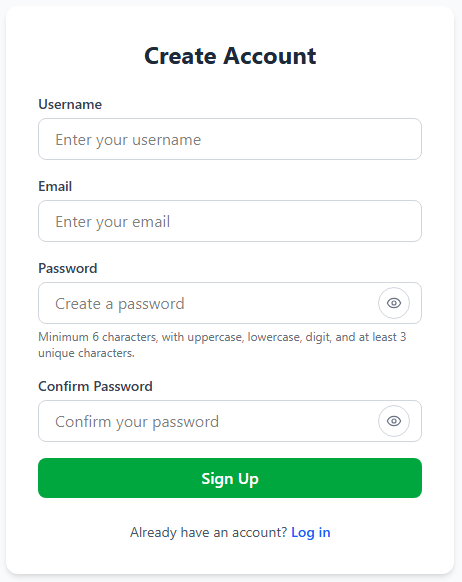 Create Account
Username
Enter your username
Email
Enter your email
Password
Create a password
Minimum 6 characters, with uppercase, lowercase, digit, and at least 3
unique characters.
Confirm Password
Confirm your password
Sign Up
Already have an account? Log in